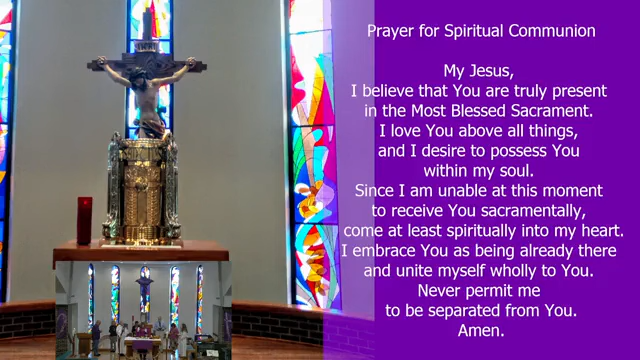 Prayer for Spiritual Communion
My Jesus,
I believe that You are truly present
in the Most Blessed Sacrament.
I love You above all things,
and I desire to possess You
within my soul.
Since I am unable at this moment
to receive You sacramentally,
come at least spiritually into my heart.
I embrace You as being already there
and unite myself wholly to You.
Never permit me
to be separated from You.
Amen.